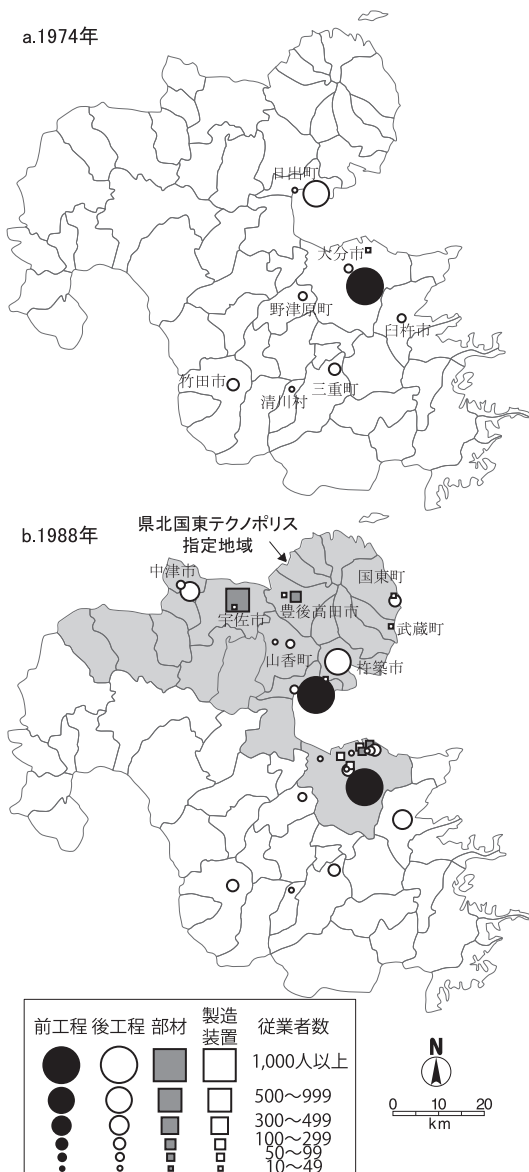 a.1974年
日出町
大分市
野津原町
臼杵市
竹田市
清川村
三重町
b.1988年
県北国東テクノポリス
指定地域
中津市
国東町
宇佐市
豊後高田市
武蔵町
山香町
杵築市
前工程 後工程 部材 製造装置 従業者数
1,000人以上
500〜999
300〜499
100〜299
50〜99
10〜49
N
0 10 20
km